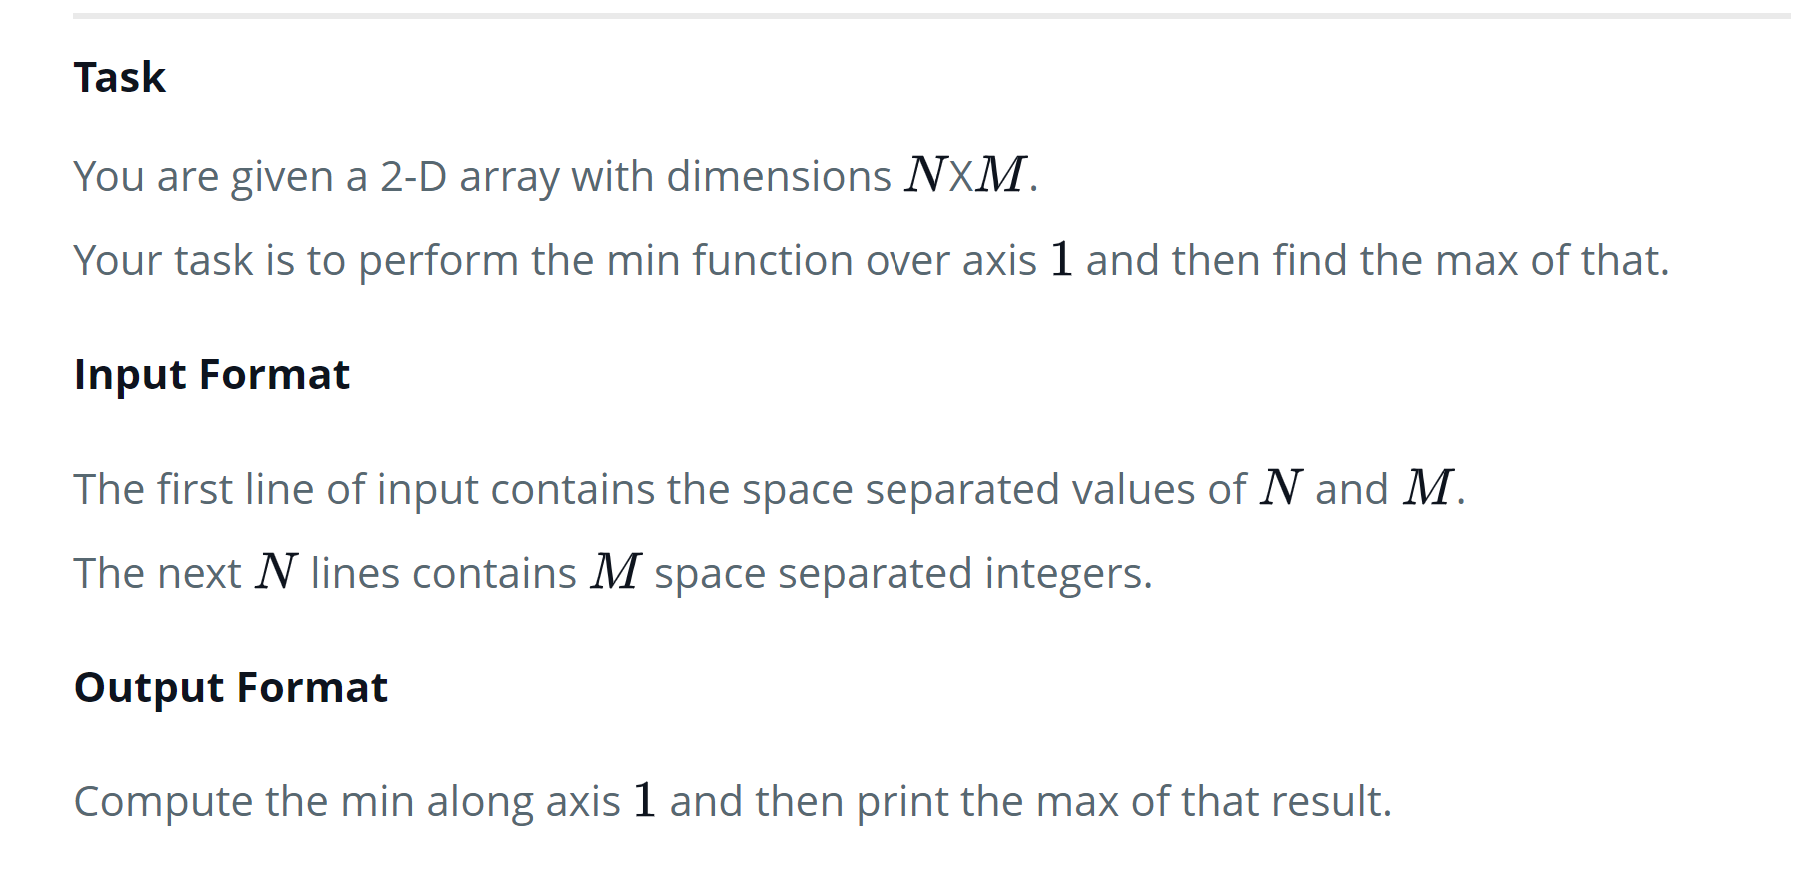 Task
You are given a 2-D array with dimensions NXM.
Your task is to perform the min function over axis 1 and then find the max of that.
Input Format
The first line of input contains the space separated values of N and M.
The next N lines contains M space separated integers.
Output Format
Compute the min along axis 1 and then print the max of that result.